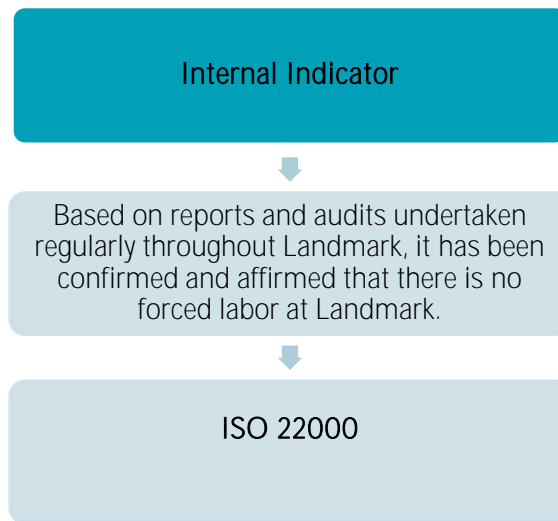 Internal Indicator
Based on reports and audits undertaken
regularly throughout Landmark, it has been
confirmed and affirmed that there is no
forced labor at Landmark.
ISO 22000